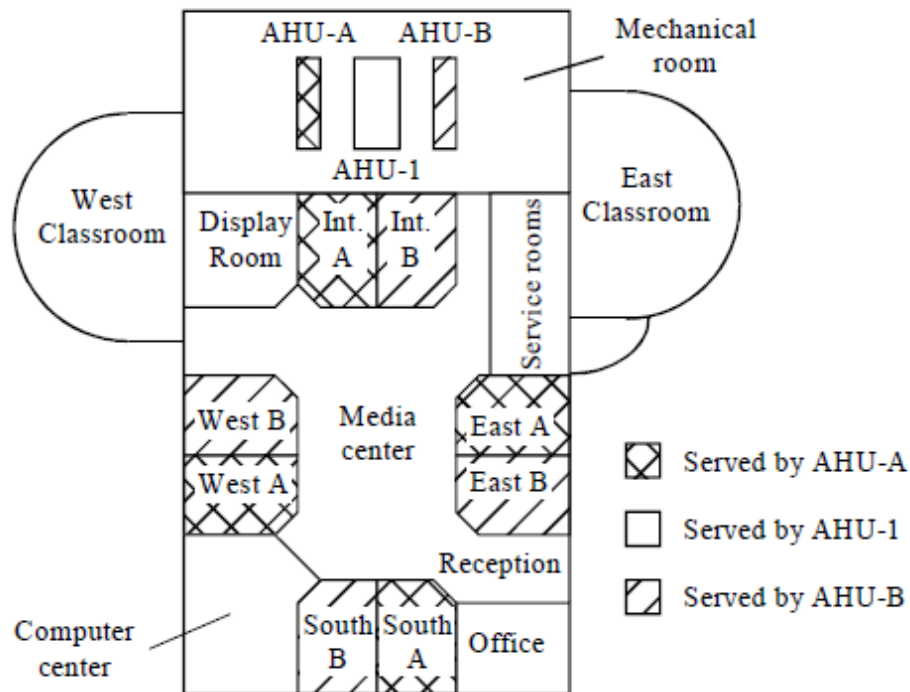 AHU-A
AHU-B
Mechanical
room
AHU-1
West
Classroom
East
Classroom
Display
Room
Int.
A
Int.
B
Service rooms
West B
Media
center
East A
West A
East B
Served by AHU-A
Served by AHU-1
Served by AHU-B
Reception
Computer
center
South
B
South
A
Office